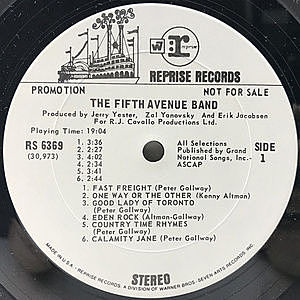 W
r
reprise
REPRISE RECORDS
PROMOTION
NOT FOR SALE
THE FIFTH AVENUE BAND
Produced by Jerry Yester, Zal Yanovsky And Erik Jacobsen
For R.J. Cavallo Productions Ltd.
Playing Time: 19:04
RS 6369
(30,973)
1. 3:36
2. 2:27
3. 4:02
4. 2:34
5. 3:41
6. 2:44
All Selections
Published by Grand
National Songs, Inc.-
ASCAP
SIDE
1
1. FAST FREIGHT (Peter Gallway)
2. ONE WAY OR THE OTHER (Kenny Altman)
3. GOOD LADY OF TORONTO
(Peter Gallway)
4. EDEN ROCK (Altman-Gallway)
5. COUNTRY TIME RHYMES
(Peter Gallway)
6. CALAMITY JANE (Peter Gallway)
STEREO
MADE IN U.S.A. • REPRISE RECORDS, A DIVISION OF WARNER BROS.-SEVEN ARTS RECORDS, INC.